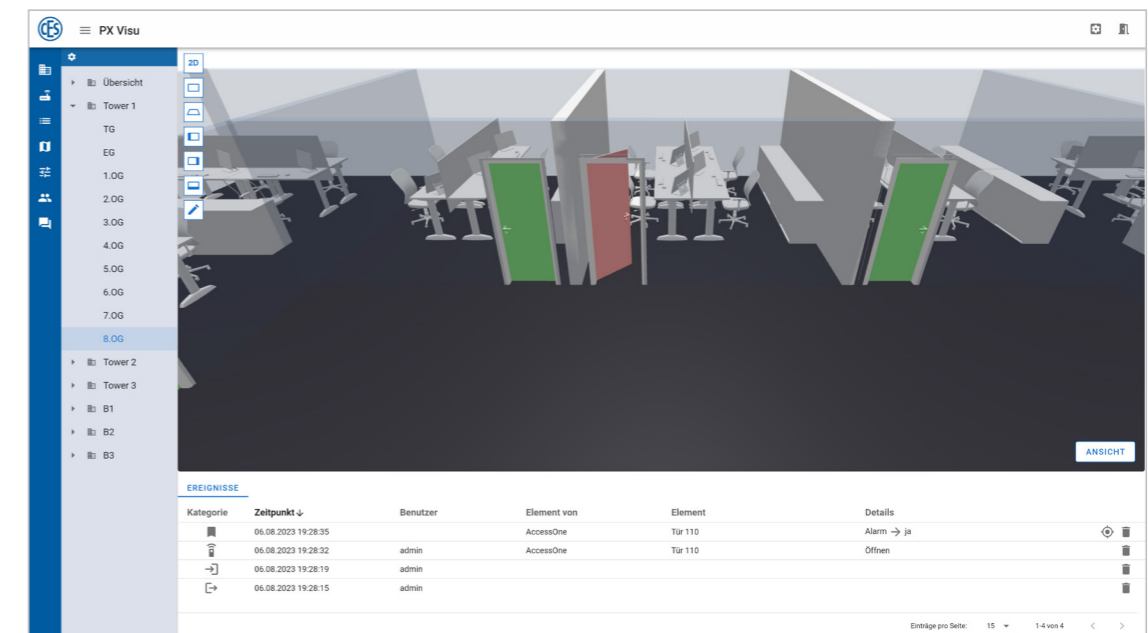 CES PX Visu
2D
Übersicht
Tower 1
TG
EG
1.OG
2.OG
3.OG
4.OG
5.OG
6.OG
7.OG
8.OG
Tower 2
Tower 3
B1
B2
B3
ANSICHT
EREIGNISSE
Kategorie Zeitpunkt ↓ Benutzer Element von Element Details
06.08.2023 19:28:35 AccessOne Tür 110 Alarm → ja
06.08.2023 19:28:32 admin AccessOne Tür 110 Öffnen
06.08.2023 19:28:19 admin
06.08.2023 19:28:15 admin
Einträge pro Seite: 15 1-4 von 4